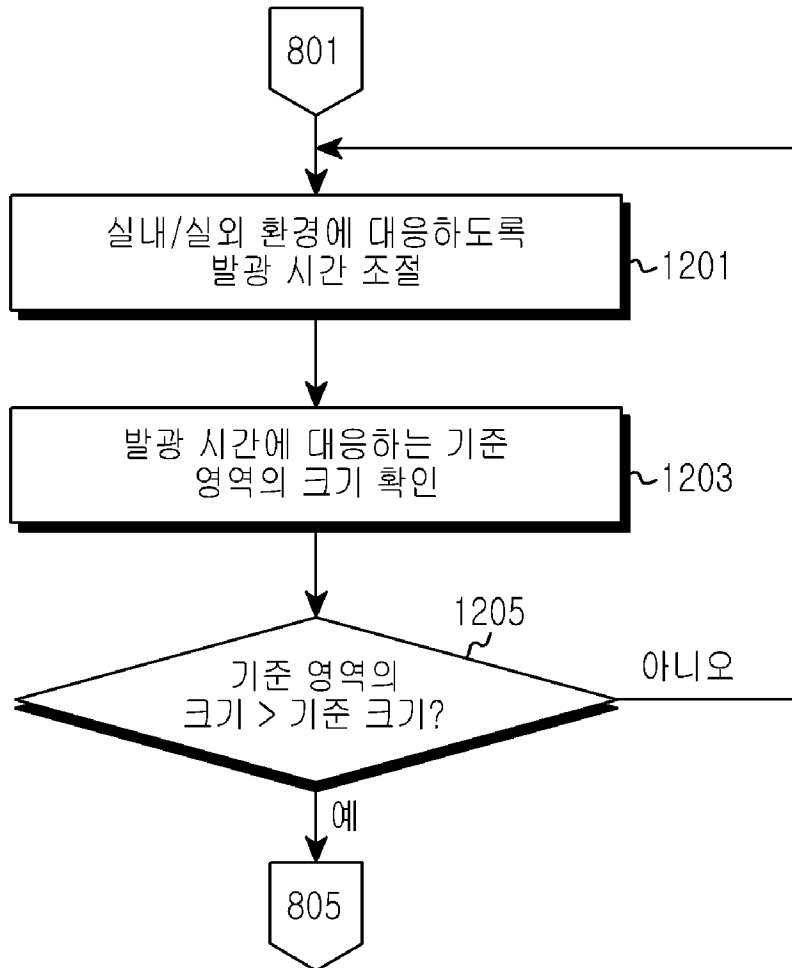 801
실내/실외 환경에 대응하도록
발광 시간 조절
1201
발광 시간에 대응하는 기준
영역의 크기 확인
1203
1205
기준 영역의
크기 > 기준 크기?
아니오
예
805